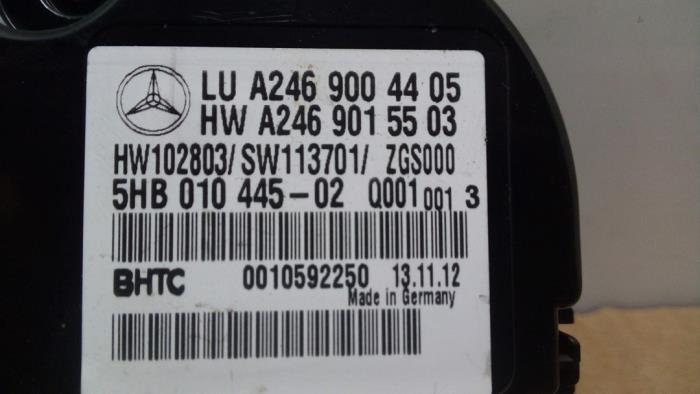 LU A246 900 44 05
HW A246 901 55 03
HW102803/ SW113701/ ZGS000
5HB 010 445-02 Q001 001 3
BHTC 0010592250 13.11.12
Made in Germany